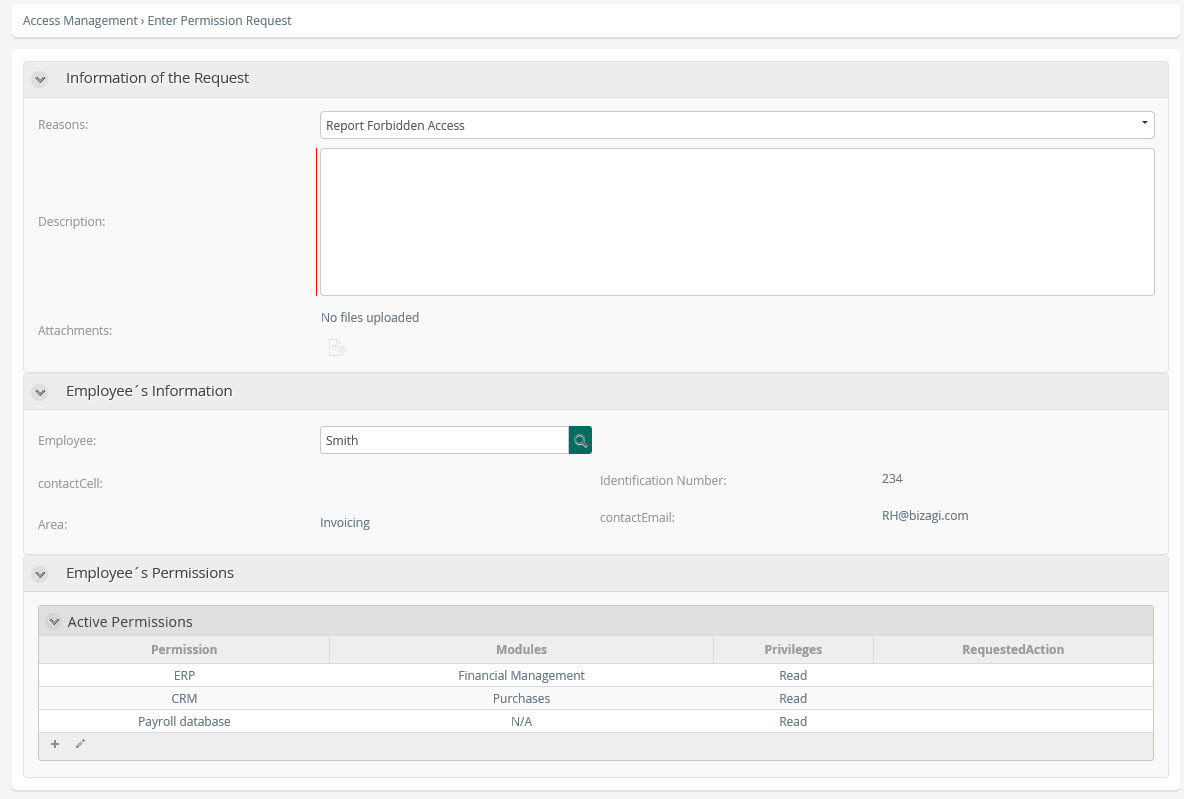 Access Management › Enter Permission Request
Information of the Request
Reasons: Report Forbidden Access
Description:
No files uploaded
Attachments:
Employee´s Information
Employee: Smith
contactCell: Identification Number: 234
Area: Invoicing contactEmail: RH@bizagi.com
Employee´s Permissions
Active Permissions
Permission Modules Privileges RequestedAction
ERP Financial Management Read
CRM Purchases Read
Payroll database N/A Read